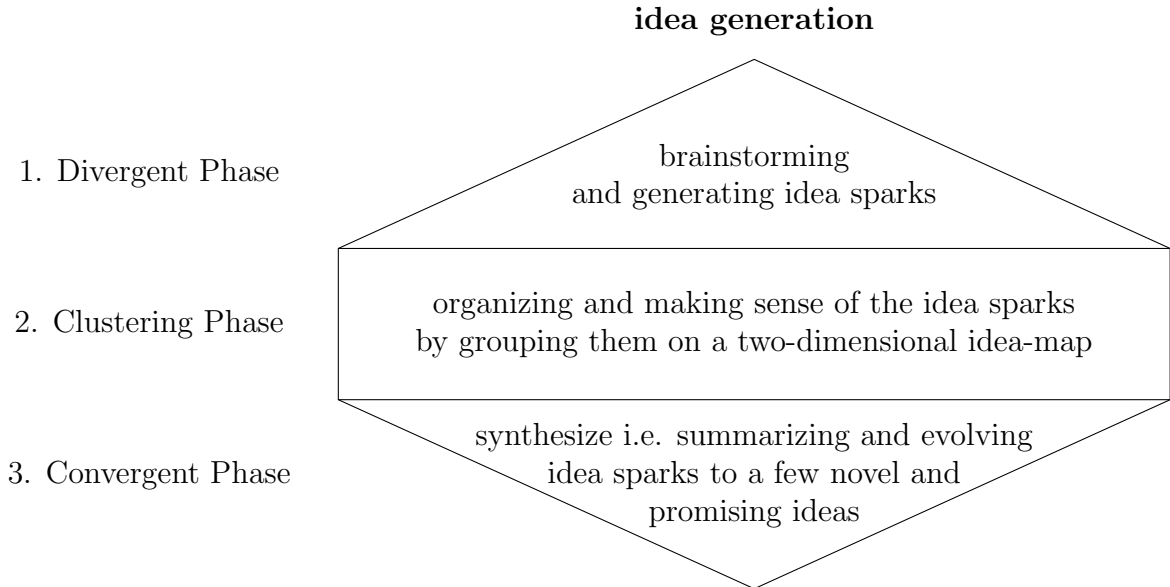 idea generation
1. Divergent Phase
brainstorming
and generating idea sparks
2. Clustering Phase
organizing and making sense of the idea sparks
by grouping them on a two-dimensional idea-map
3. Convergent Phase
synthesize i.e. summarizing and evolving
idea sparks to a few novel and
promising ideas